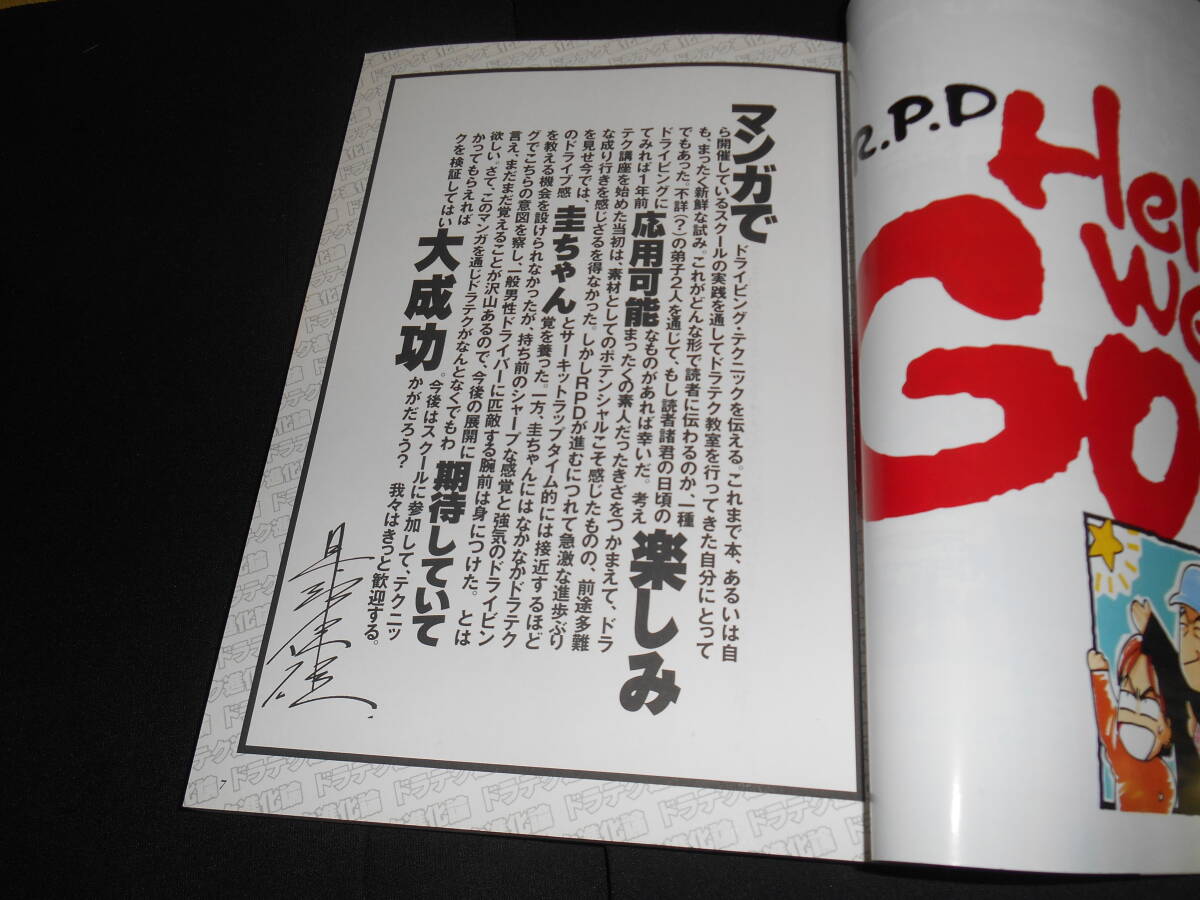 マンガでドライビング・テクニックを伝える。これまで本、あるいは自
ら開催しているスクールの実践を通してドラテク教室を行ってきた自分にとって
も、まったく新鮮な試み。これがどんな形で読者に伝わるのか、一種
楽しみ
でもあった。不詳(?)の弟子2人を通じて、もし読者諸君の日頃の
ドライビングに応用可能なものがあれば幸いだ。考え
てみれば1年前まったくの素人だったきざをつかまえて、ドラ
テク講座を始めた当初は、素材としてのポテンシャルこそ感じたものの、前途多難
な成り行きを感じざるを得なかった。しかしRPDが進むにつれて急激な進歩ぶり
を見せ今では、圭ちゃんとサーキットラップタイム的には接近するほど
のドライブ感覚を養った。一方、圭ちゃんにはなかなかドラテク
を教える機会を設けられなかったが、持ち前のシャープな感覚と強気のドライビン
グでこちらの意図を察し、一般男性ドライバーに匹敵する腕前は身につけた。とは
言え、まだまだ覚えることが沢山あるので、今後の展開に期待していて
欲しい。さて、このマンガを通じドラテクがなんとなくでもわ
かってもらえれば大成功。今後はスクールに参加して、テクニッ
クを検証してはいかがだろう? 我々はきっと歓迎する。
7
ドラテク進化論
R.P.D
Her
We
GO